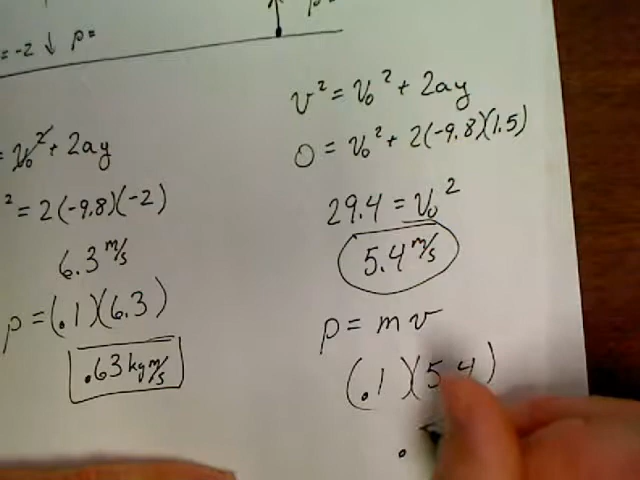 = -2 ↓ p=
p=
= v₀² + 2ay
² = 2(-9.8)(-2)
6.3 m/s
p = (.1)(6.3)
.63 kg m/s
v² = v₀² + 2ay
0 = v₀² + 2(-9.8)(1.5)
29.4 = v₀²
5.4 m/s
p = mv
(.1)(5.4)
.